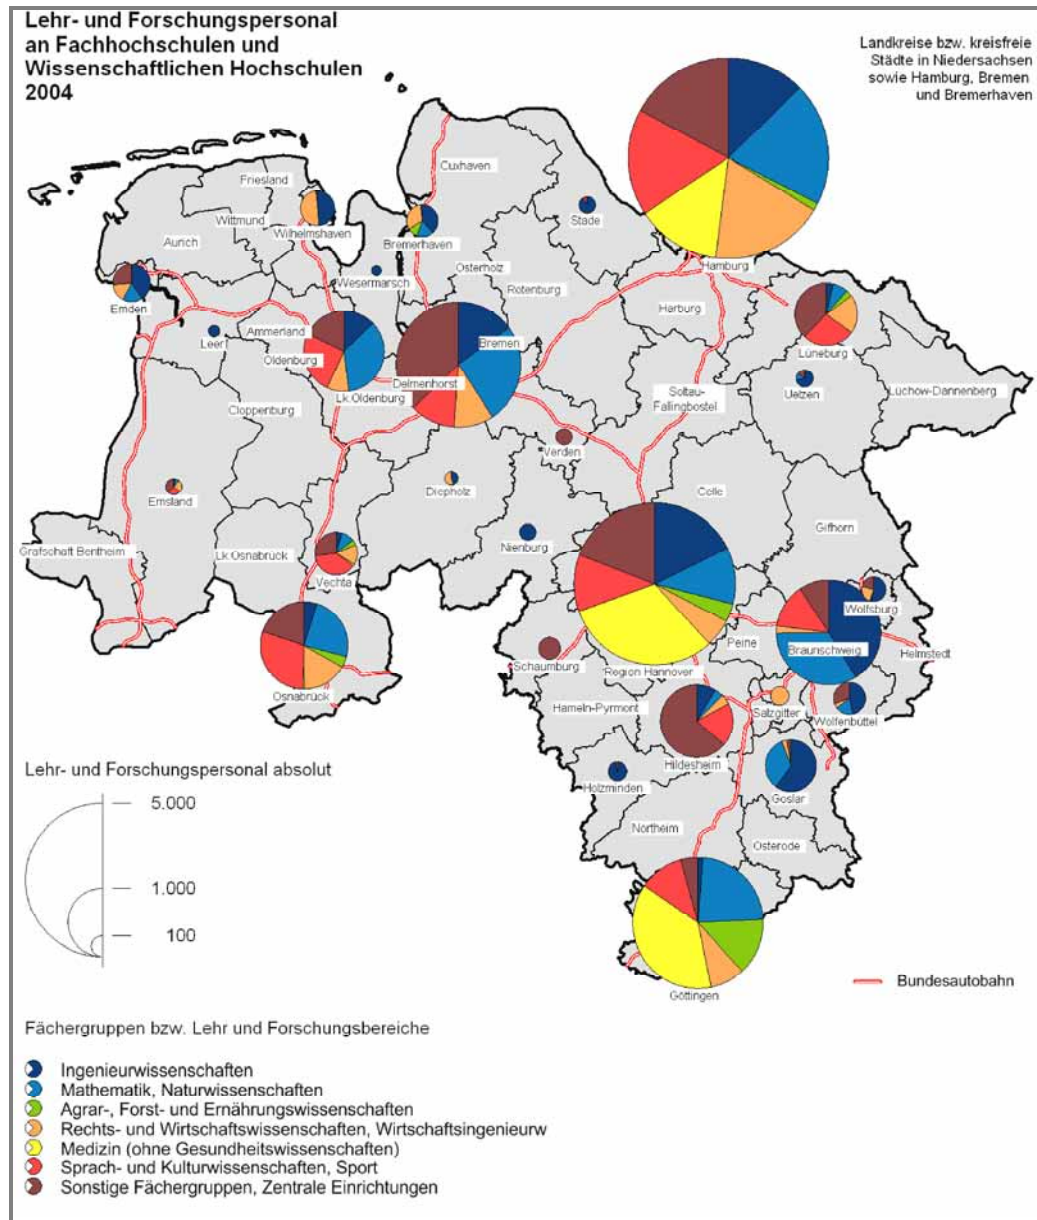 Lehr- und Forschungspersonal
an Fachhochschulen und
Wissenschaftlichen Hochschulen
2004
Landkreise bzw. kreisfreie
Städte in Niedersachsen
sowie Hamburg, Bremen
und Bremerhaven
Cuxhaven
Friesland
Wittmund
Wilhelmshaven
Aurich
Bremerhaven
Stade
Wesermarsch
Osterholz
Rotenburg
Hamburg
Harburg
Emden
Leer
Ammerland
Oldenburg
Bremen
Lüneburg
Delmenhorst
Lk.Oldenburg
Cloppenburg
Soltau-
Fallingbostel
Uelzen
Lüchow-Dannenberg
Verden
Emsland
Diepholz
Celle
Gifhorn
Nienburg
Grafschaft Bentheim
Lk.Osnabrück
Vechta
Wolfsburg
Schaumburg
Region Hannover
Peine
Braunschweig
Helmstedt
Osnabrück
Hameln-Pyrmont
Salzgitter
Wolfenbüttel
Hildesheim
Holzminden
Goslar
Northeim
Osterode
Göttingen
Lehr- und Forschungspersonal absolut
5.000
1.000
100
Bundesautobahn
Fächergruppen bzw. Lehr und Forschungsbereiche
Ingenieurwissenschaften
Mathematik, Naturwissenschaften
Agrar-, Forst- und Ernährungswissenschaften
Rechts- und Wirtschaftswissenschaften, Wirtschaftsingenieurw
Medizin (ohne Gesundheitswissenschaften)
Sprach- und Kulturwissenschaften, Sport
Sonstige Fächergruppen, Zentrale Einrichtungen